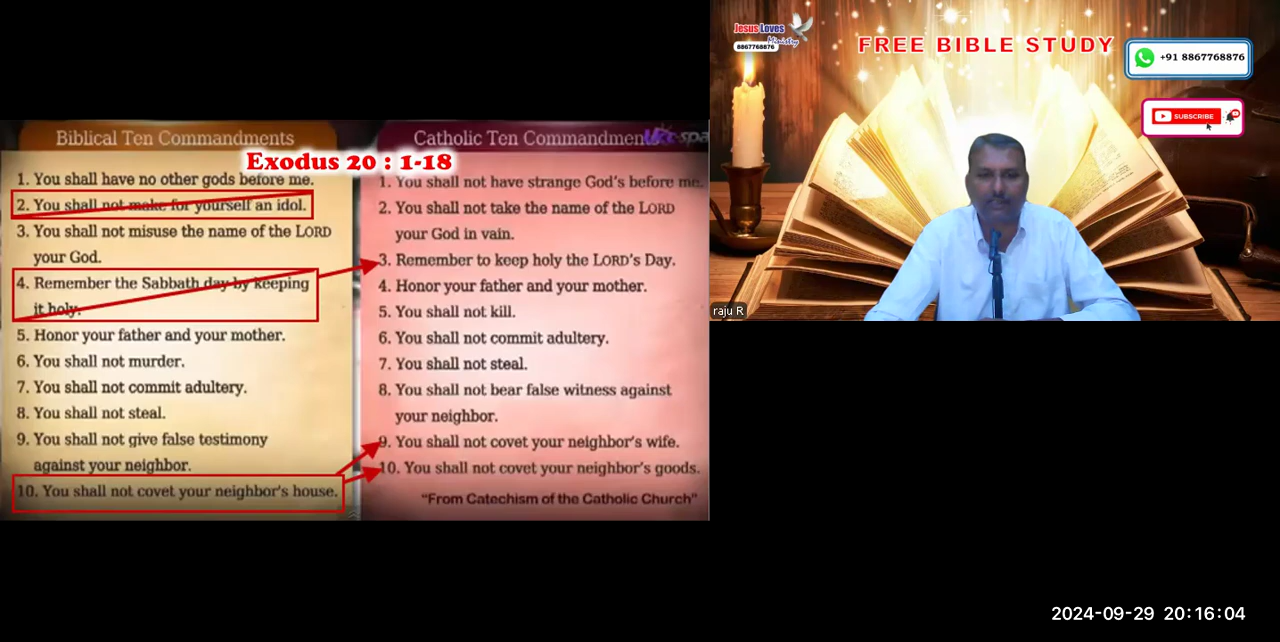 Biblical Ten Commandments
Exodus 20 : 1-18
1. You shall have no other gods before me.
2. You shall not make for yourself an idol.
3. You shall not misuse the name of the LORD
your God.
4. Remember the Sabbath day by keeping
it holy.
5. Honor your father and your mother.
6. You shall not murder.
7. You shall not commit adultery.
8. You shall not steal.
9. You shall not give false testimony
against your neighbor.
10. You shall not covet your neighbor's house.
Catholic Ten Commandmen
1. You shall not have strange God's before me.
2. You shall not take the name of the LORD
your God in vain.
3. Remember to keep holy the LORD's Day.
4. Honor your father and your mother.
5. You shall not kill.
6. You shall not commit adultery.
7. You shall not steal.
8. You shall not bear false witness against
your neighbor.
9. You shall not covet your neighbor's wife.
10. You shall not covet your neighbor's goods.
"From Catechism of the Catholic Church"
Jesus Loves
Ministry
8867768876
FREE BIBLE STUDY
+91 8867768876
SUBSCRIBE
raju R
2024-09-29 20:16:04